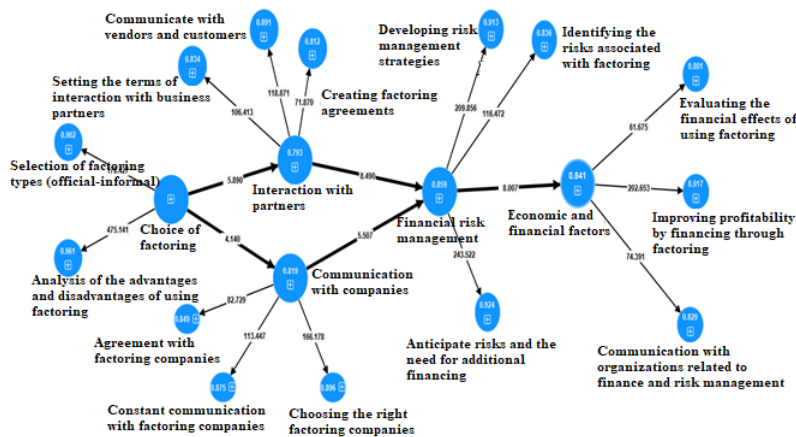 Communicate with
vendors and customers
0.891
0.812
0.834
Setting the terms of
interaction with business
partners
118.871
71.870
106.413
Creating factoring
agreements
Developing risk
management
strategies
0.913
0.836
Identifying the
risks associated
with factoring
209.856
116.472
0.801
Evaluating the
financial effects of
using factoring
61.675
0.902
Selection of factoring
types (official-informal)
0.793
Interaction with
partners
5.890
8.490
Choice of
factoring
475.141
4.140
0.859
Financial risk
management
8.007
0.841
Economic and
financial factors
202.653
0.917
Improving profitability
by financing through
factoring
74.391
5.507
243.522
0.961
Analysis of the advantages
and disadvantages of using
factoring
0.819
Communication
with companies
82.729
0.849
Agreement with
factoring companies
113.447
166.178
0.924
Anticipate risks and the
need for additional
financing
0.829
Communication with
organizations related to
finance and risk management
0.875
Constant communication
with factoring companies
0.896
Choosing the right
factoring companies